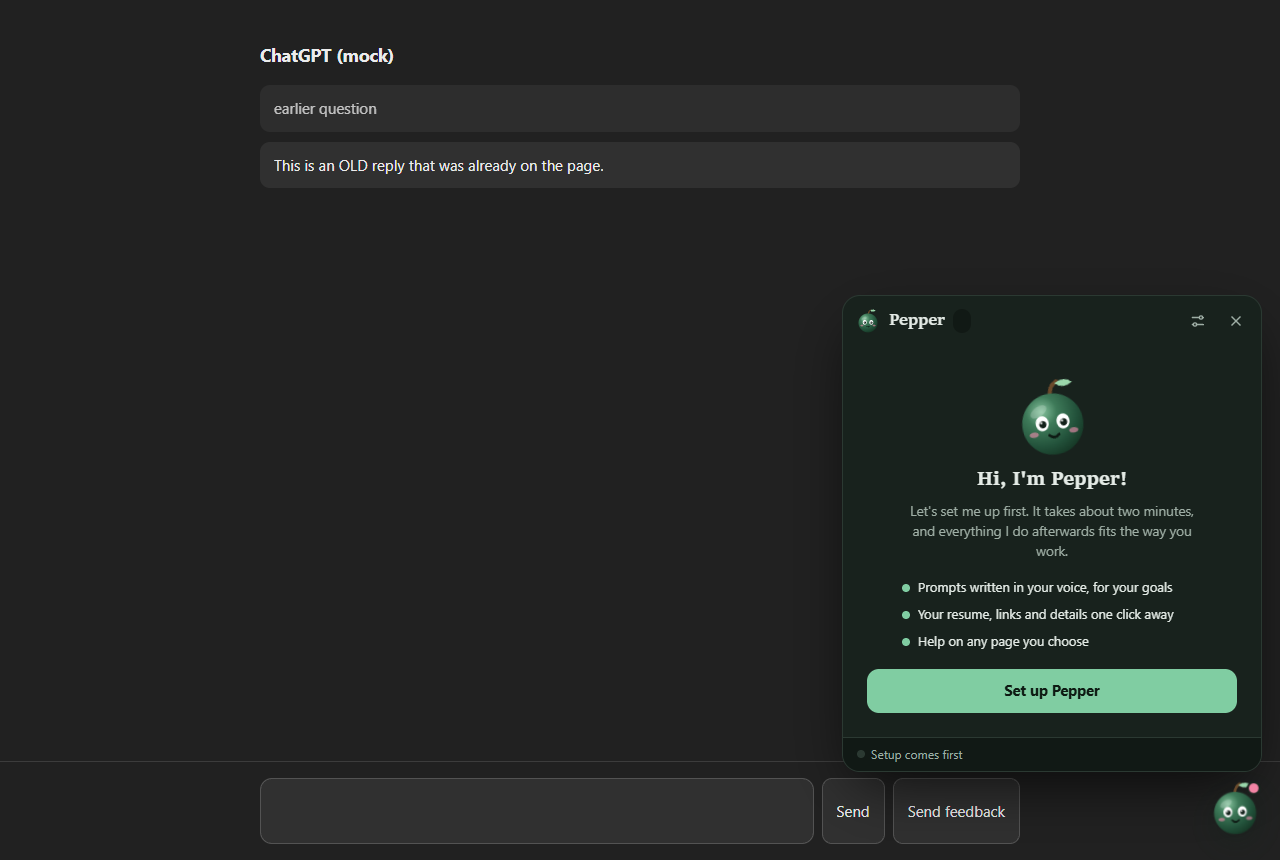 ChatGPT (mock)
earlier question
This is an OLD reply that was already on the page.
Pepper
Hi, I'm Pepper!
Let's set me up first. It takes about two minutes,
and everything I do afterwards fits the way you
work.
Prompts written in your voice, for your goals
Your resume, links and details one click away
Help on any page you choose
Set up Pepper
Setup comes first
Send
Send feedback